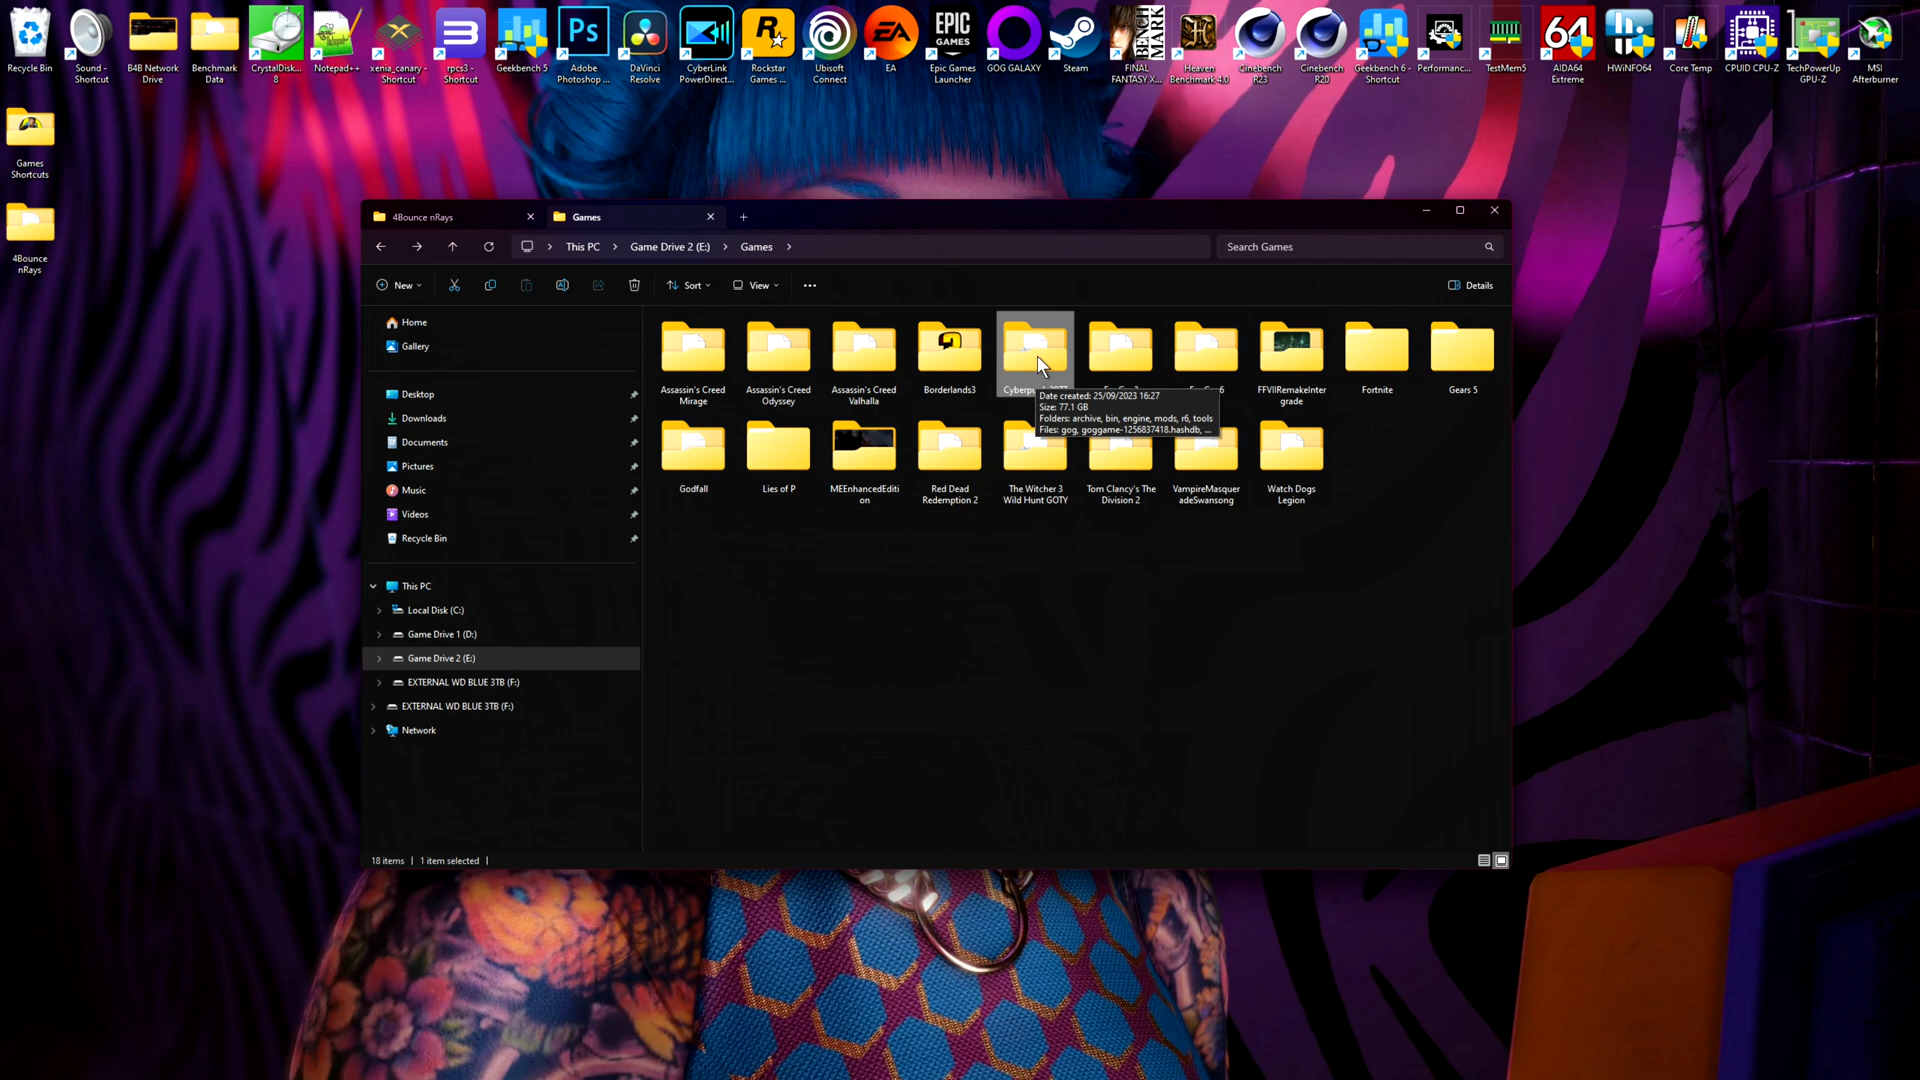 Recycle Bin
Sound -
Shortcut
B4B Network
Drive
Benchmark
Data
CrystalDisk...
8
Notepad++
xenia_canary -
Shortcut
rpcs3 -
Shortcut
Geekbench 5
Adobe
Photoshop ...
DaVinci
Resolve
CyberLink
PowerDirect...
Rockstar
Games ...
Ubisoft
Connect
EA
Epic Games
Launcher
GOG GALAXY
Steam
FINAL
FANTASY X...
Heaven
Benchmark 4.0
Cinebench
R23
Cinebench
R20
Geekbench 6 -
Shortcut
Performanc...
TestMem5
AIDA64
Extreme
HWiNFO64
Core Temp
CPUID CPU-Z
TechPowerUp
GPU-Z
MSI
Afterburner
Ps
EA
EPIC
GAMES
BENCH
MARK
64
Games
Shortcuts
4Bounce
nRays
4Bounce nRays
Games
This PC
Game Drive 2 (E:)
Games
Search Games
New
Sort
View
Details
Home
Gallery
Desktop
Downloads
Documents
Pictures
Music
Videos
Recycle Bin
This PC
Local Disk (C:)
Game Drive 1 (D:)
Game Drive 2 (E:)
EXTERNAL WD BLUE 3TB (F:)
EXTERNAL WD BLUE 3TB (F:)
Network
Assassin's Creed
Mirage
Assassin's Creed
Odyssey
Assassin's Creed
Valhalla
Borderlands3
FFVIIRemakeInter
grade
Fortnite
Gears 5
Date created: 25/09/2023 16:27
Size: 77.1 GB
Folders: archive, bin, engine, mods, r6, tools
Files: gog, goggame-1256837418.hashdb, ...
Godfall
Lies of P
MEEnhancedEditi
on
Red Dead
Redemption 2
The Witcher 3
Wild Hunt GOTY
Tom Clancy's The
Division 2
VampireMasquer
adeSwansong
Watch Dogs
Legion
18 items
1 item selected